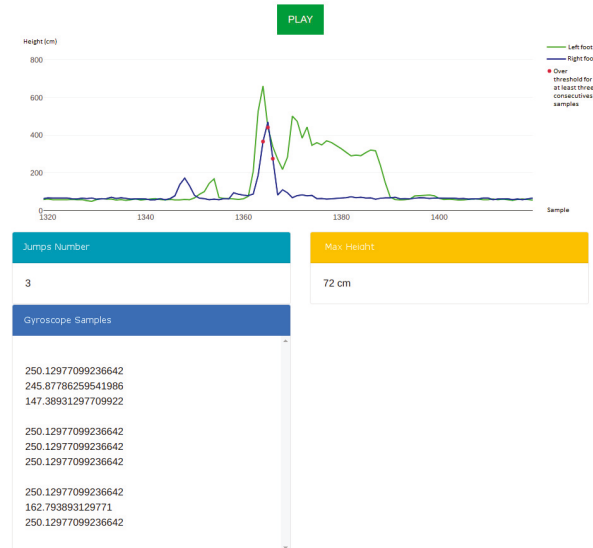 PLAY
Height (cm)
800
600
400
200
0
1320
1340
1360
1380
1400
Sample
Left foot
Right foo
Over
threshold for
at least three
consecutives
samples
Jumps Number
3
Max Height
72 cm
Gyroscope Samples
250.12977099236642
245.87786259541986
147.38931297709922
250.12977099236642
250.12977099236642
250.12977099236642
250.12977099236642
162.793893129771
250.12977099236642